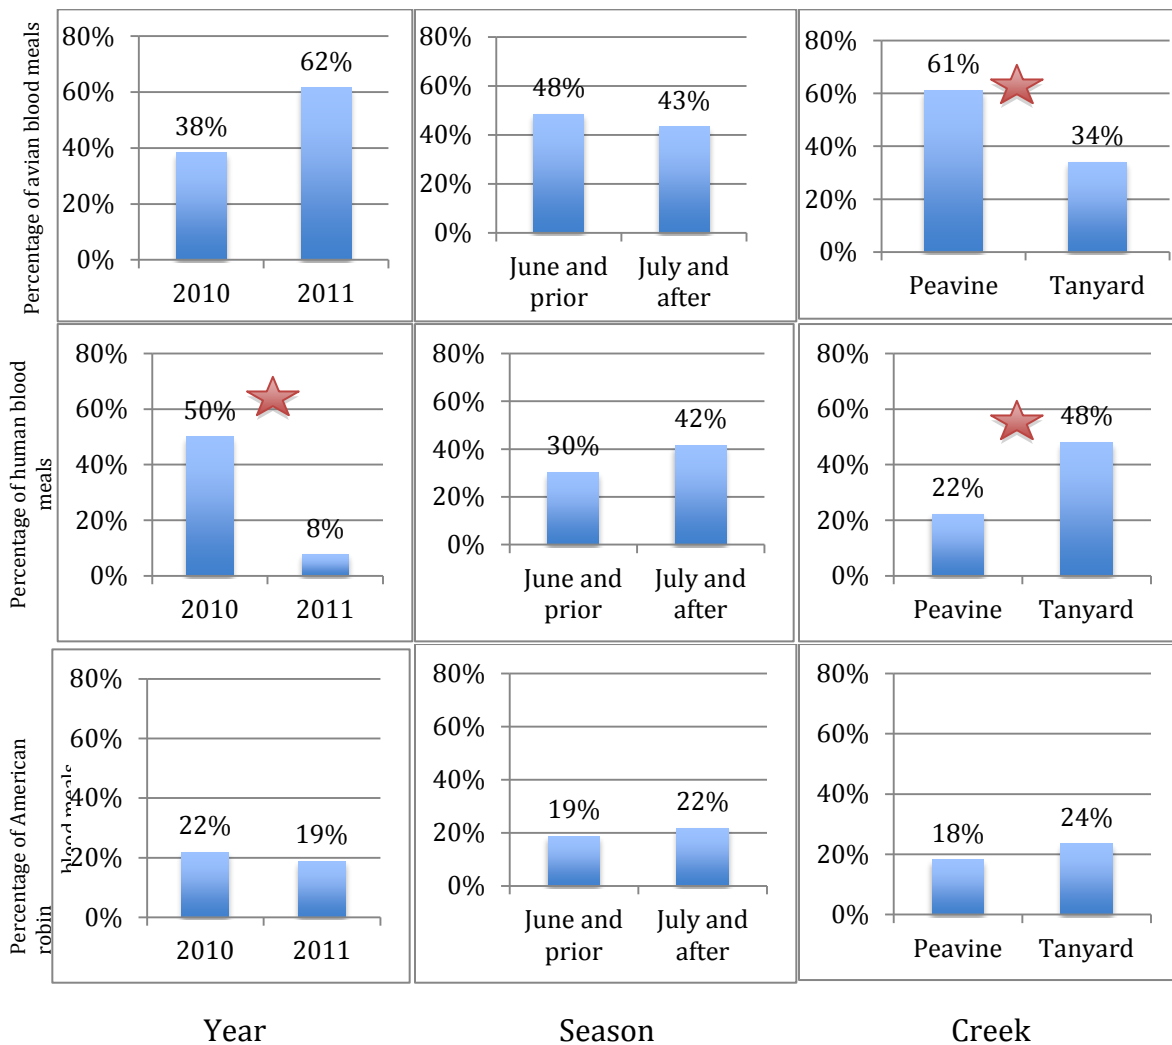 Percentage of avian blood meals
80%
60%
40%
20%
0%
38%
62%
2010
2011
80%
60%
40%
20%
0%
48%
43%
June and
prior
July and
after
80%
60%
40%
20%
0%
61%
34%
Peavine
Tanyard
Percentage of human blood
meals
80%
60%
40%
20%
0%
50%
8%
2010
2011
80%
60%
40%
20%
0%
30%
42%
June and
prior
July and
after
80%
60%
40%
20%
0%
22%
48%
Peavine
Tanyard
Percentage of American
robin
blood meals
80%
60%
40%
20%
0%
22%
19%
2010
2011
80%
60%
40%
20%
0%
19%
22%
June and
prior
July and
after
80%
60%
40%
20%
0%
18%
24%
Peavine
Tanyard
Year
Season
Creek